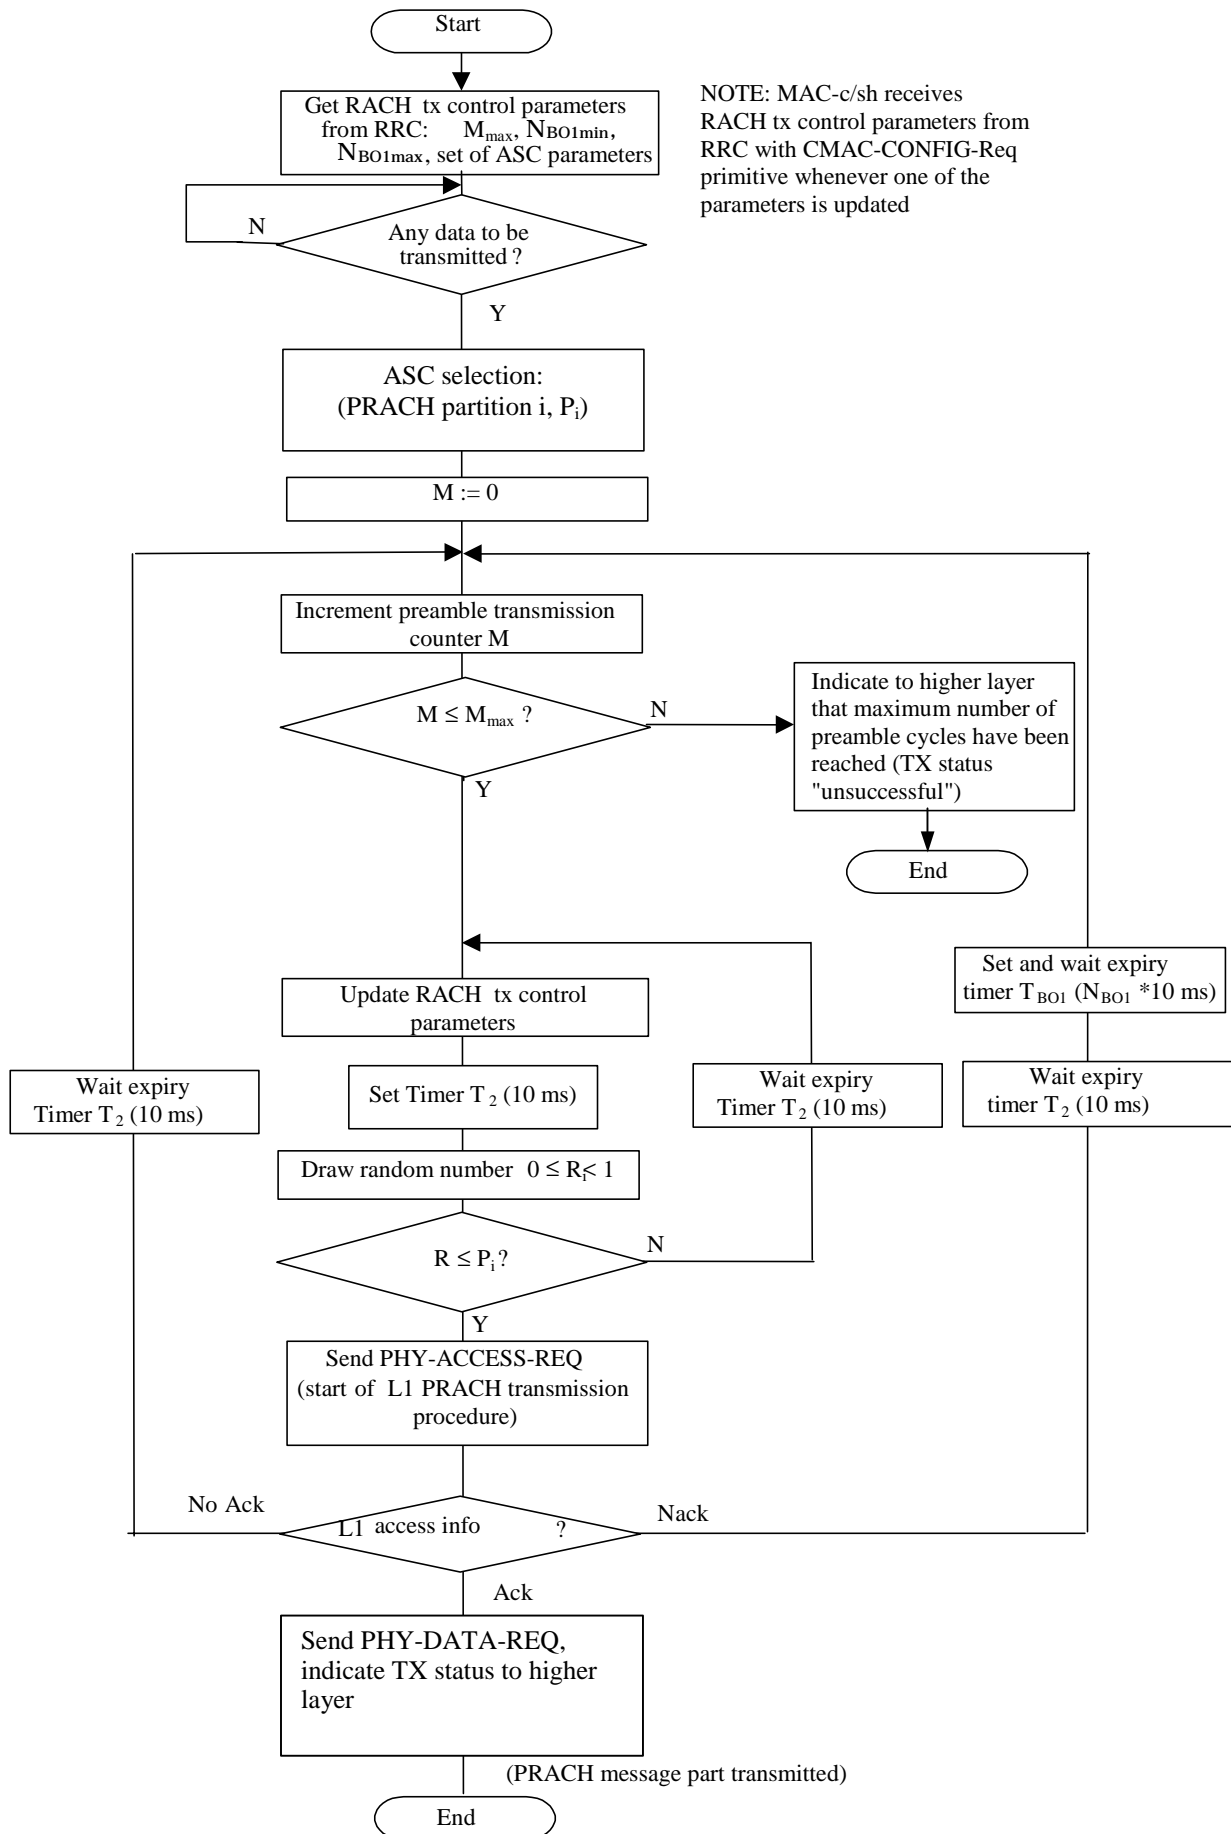 Start
Get RACH tx control parameters
from RRC: Mmax, NBO1min,
NBO1max, set of ASC parameters
NOTE: MAC-c/sh receives
RACH tx control parameters from
RRC with CMAC-CONFIG-Req
primitive whenever one of the
parameters is updated
N
Any data to be
transmitted ?
Y
ASC selection:
(PRACH partition i, Pi)
M := 0
Increment preamble transmission
counter M
M ≤ Mmax ?
N
Indicate to higher layer
that maximum number of
preamble cycles have been
reached (TX status
"unsuccessful")
Y
End
Update RACH tx control
parameters
Set and wait expiry
timer TBO1 (NBO1 *10 ms)
Wait expiry
Timer T2 (10 ms)
Set Timer T2 (10 ms)
Wait expiry
Timer T2 (10 ms)
Wait expiry
timer T2 (10 ms)
Draw random number 0 ≤ Ri< 1
R ≤ Pi?
N
Y
Send PHY-ACCESS-REQ
(start of L1 PRACH transmission
procedure)
No Ack
L1 access info ?
Nack
Ack
Send PHY-DATA-REQ,
indicate TX status to higher
layer
(PRACH message part transmitted)
End